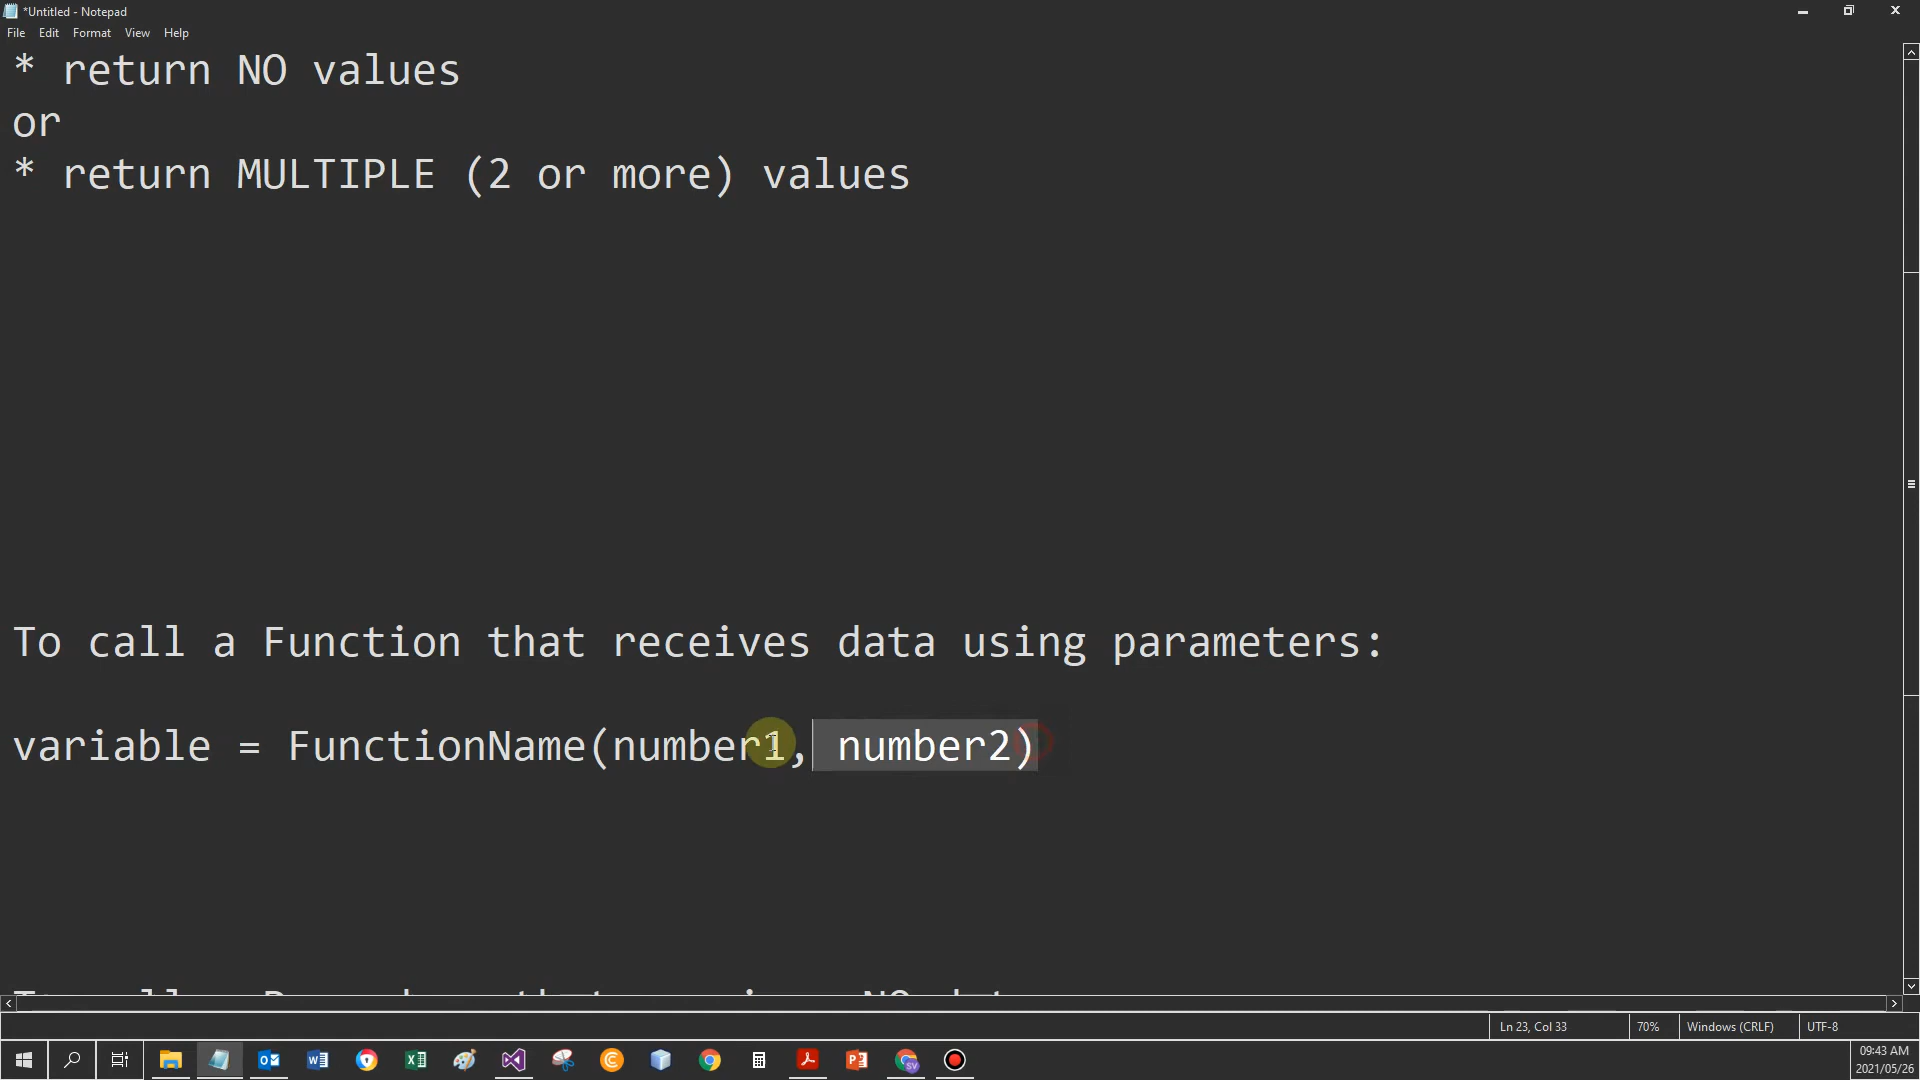 *Untitled - Notepad
File Edit Format View Help
* return NO values
or
* return MULTIPLE (2 or more) values
To call a Function that receives data using parameters:
variable = FunctionName(number1, number2)
Ln 23, Col 33 70% Windows (CRLF) UTF-8
09:43 AM
2021/05/26